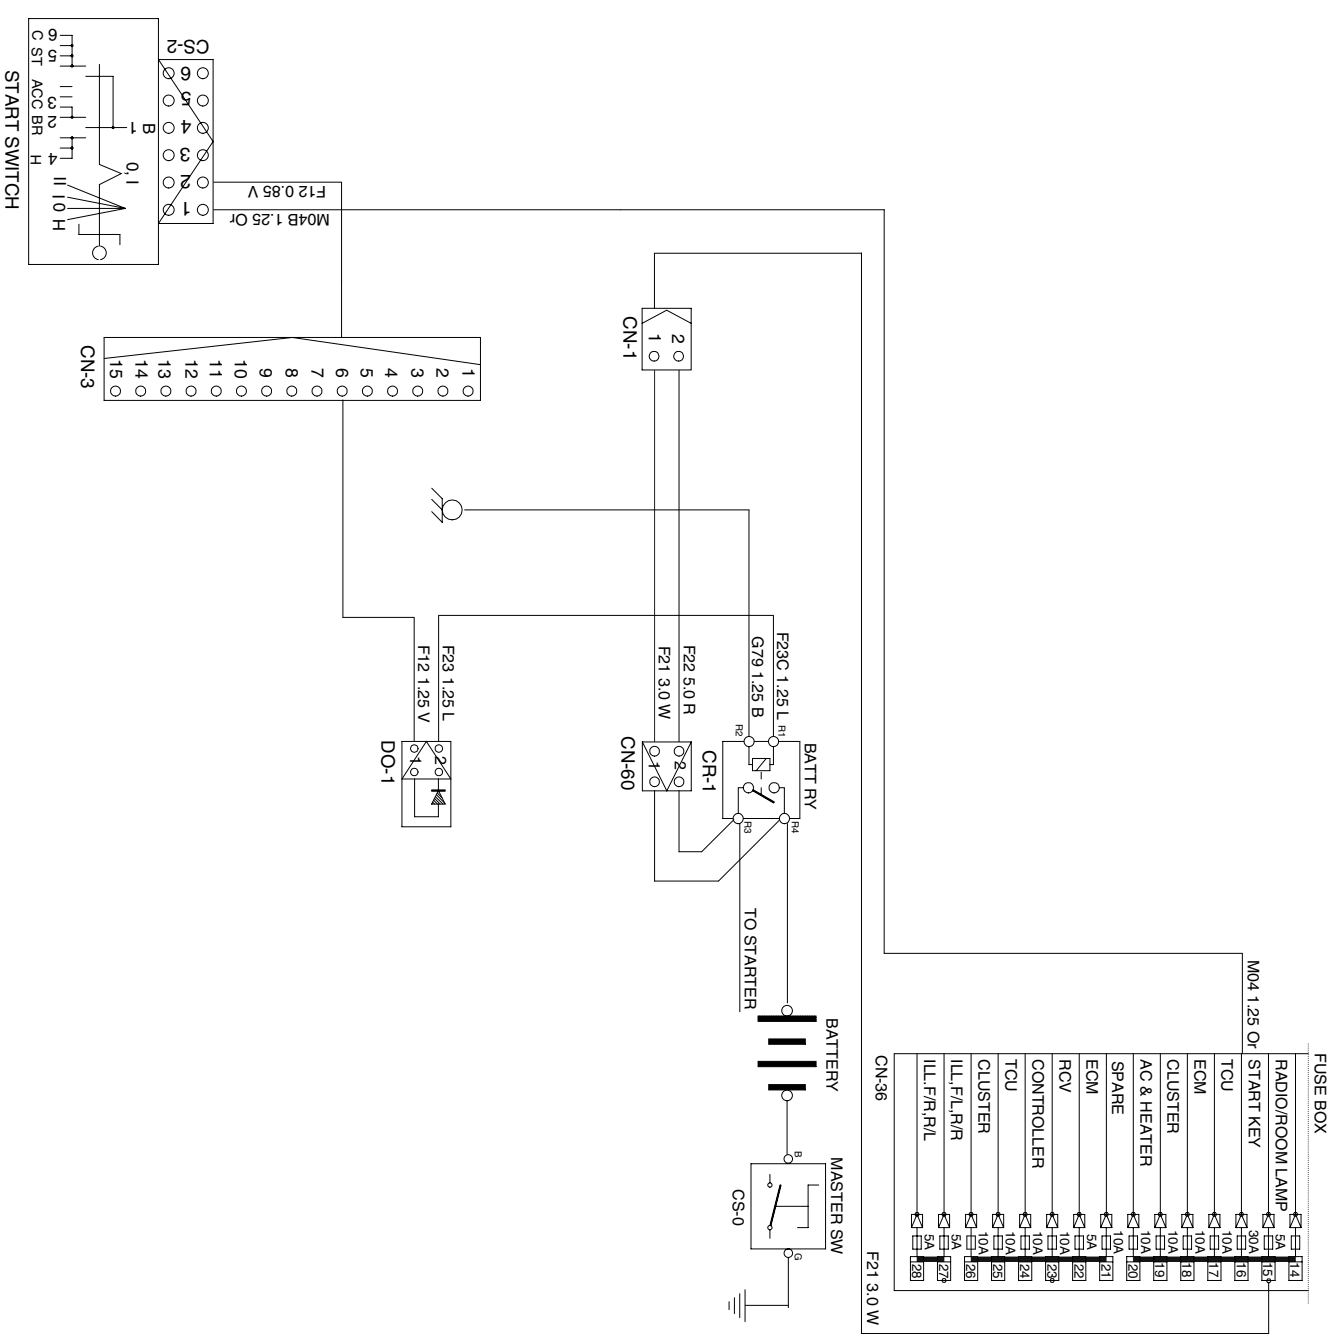 FUSE BOX
RADIO/ROOM LAMP 5A 14
START KEY 30A 15
TCU 10A 16
ECM 10A 17
CLUSTER 10A 18
AC & HEATER 10A 19
SPARE 10A 20
ECM 5A 21
RCV 10A 22
CONTROLLER 10A 23
TCU 10A 24
CLUSTER 10A 25
ILL,F/L,R/R 5A 26
ILL.F/R,R/L 5A 27
28
CN-36
M04 1.25 Or
F21 3.0 W
BATT RY
R1
R2
R3
R4
CR-1
F23C 1.25 L
G79 1.25 B
TO STARTER
BATTERY
MASTER SW
B
G
CS-0
F22 5.0 R
F21 3.0 W
2
1
CN-60
2
1
CN-1
F23 1.25 L
F12 1.25 V
2
1
DO-1
1
2
3
4
5
6
7
8
9
10
11
12
13
14
15
CN-3
F12 0.85 V
M04B 1.25 Or
CS-2
6
5
4
3
2
1
6 C
5 ST
ACC
3
2 BR
4 H
B 1
0, I
II
I
0
H
START SWITCH